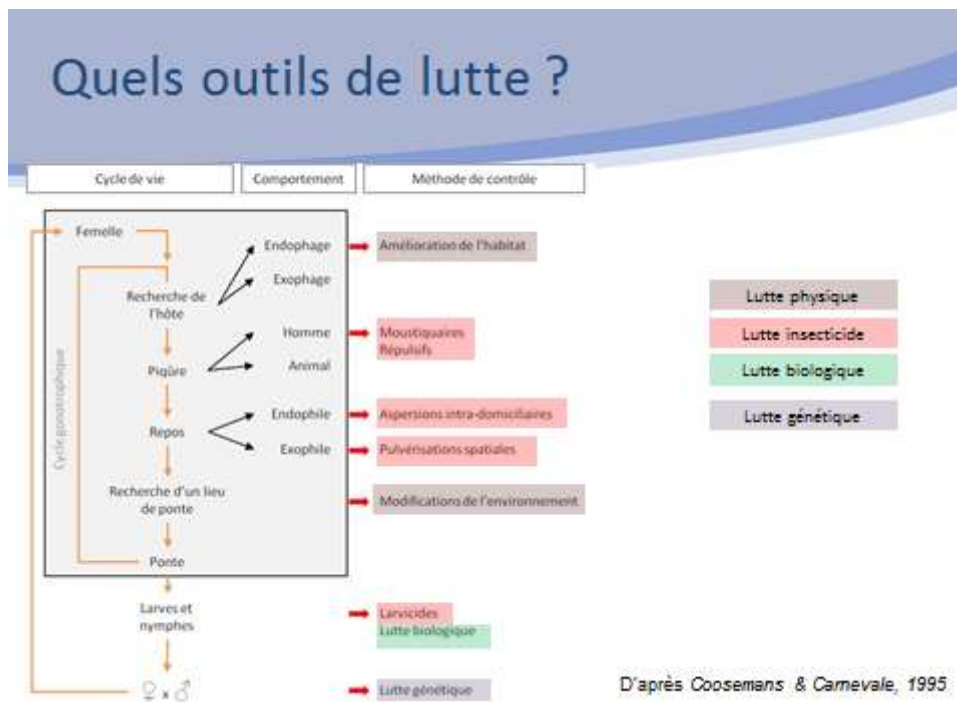 Quels outils de lutte ?
Cycle de vie
Comportement
Méthode de contrôle
Femelle
Endophage
Amélioration de l'habitat
Exophage
Recherche de
l'hôte
Homme
Moustiquaires
Répulsifs
Piqûre
Animal
Endophile
Aspersions intra-domiciliaires
Repos
Exophile
Pulvérisations spatiales
Recherche d'un lieu
de ponte
Modifications de l'environnement
Ponte
Cycle gonotrophique
Larves et
nymphes
Larvicides
Lutte biologique
♀ x ♂
Lutte génétique
Lutte physique
Lutte insecticide
Lutte biologique
Lutte génétique
D'après Coosemans & Carnevale, 1995